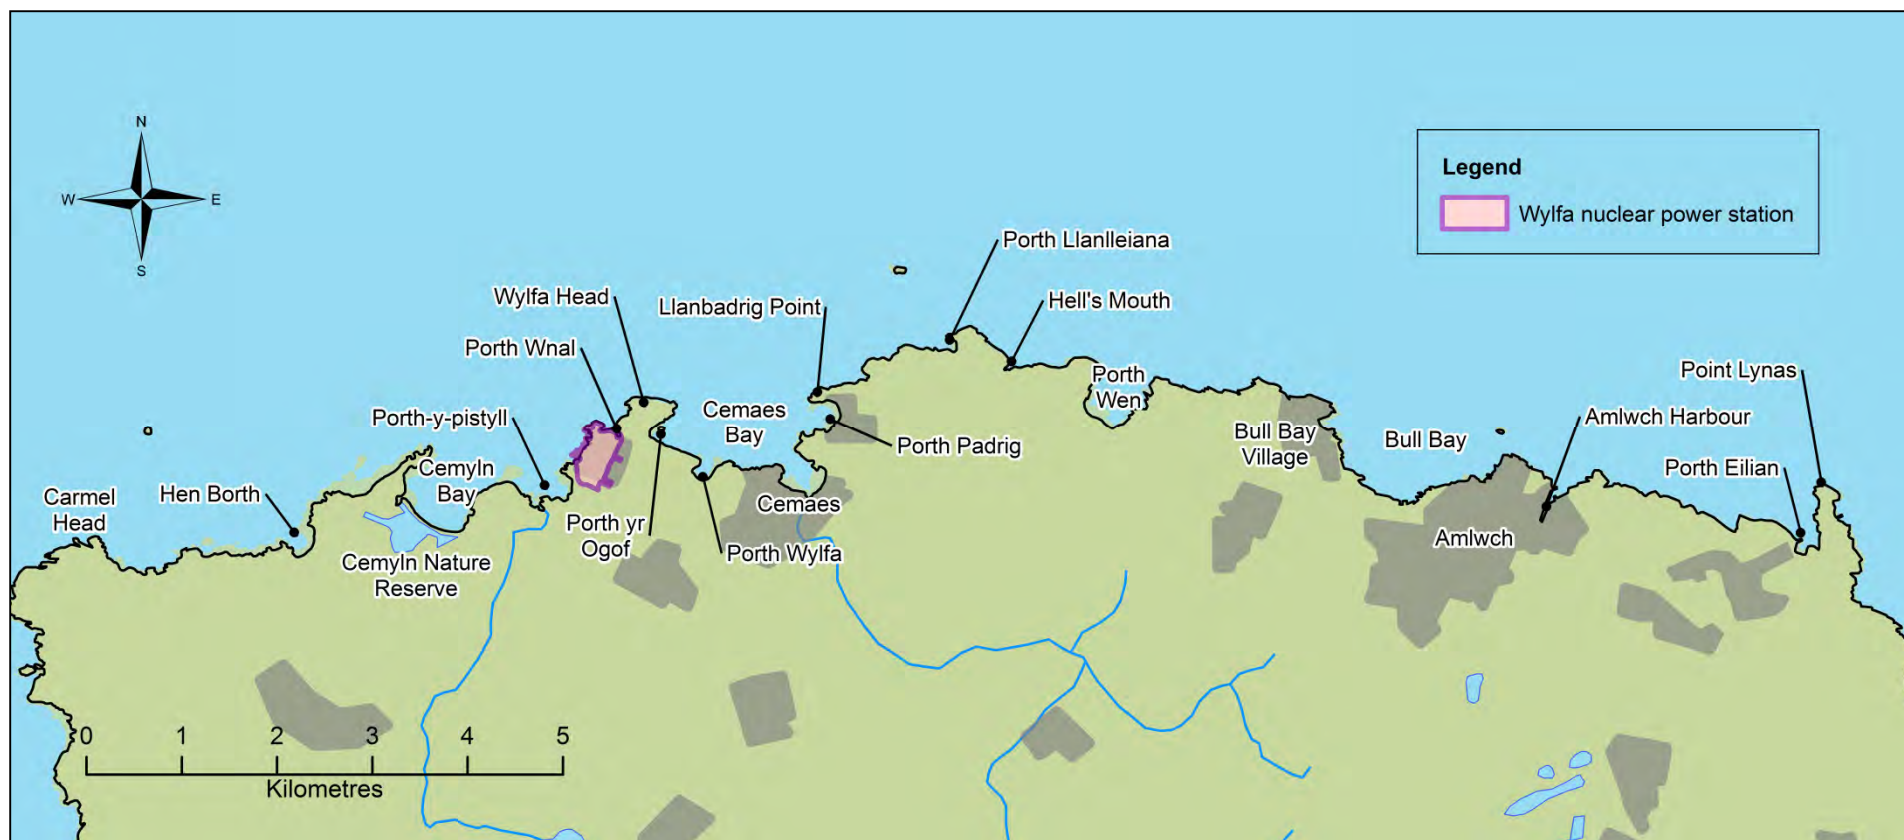 N
W
E
S
Legend
Wylfa nuclear power station
Porth Llanlleiana
Wylfa Head
Llanbadrig Point
Hell's Mouth
Porth Wnal
Porth
Wen
Point Lynas
Porth-y-pistyll
Cemaes
Bay
Amlwch Harbour
Porth Padrig
Bull Bay
Village
Bull Bay
Cemyln
Bay
Porth Eilian
Carmel
Head
Hen Borth
Cemaes
Porth yr
Ogof
Porth Wylfa
Amlwch
Cemyln Nature
Reserve
0 1 2 3 4 5
Kilometres